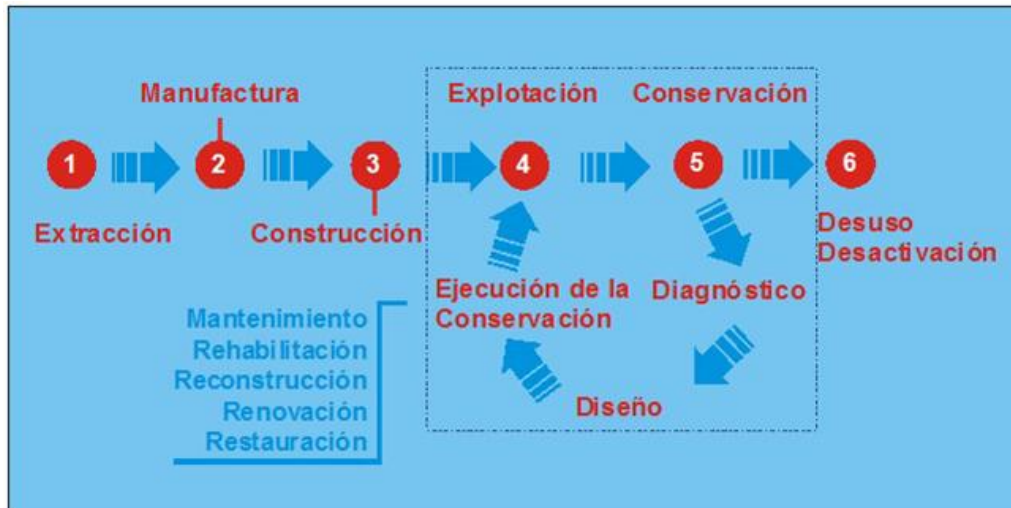 Manufactura
Explotación
Conservación
1
2
3
4
5
6
Extracción
Construcción
Desuso
Desactivación
Ejecución de la
Conservación
Diagnóstico
Mantenimiento
Rehabilitación
Reconstrucción
Renovación
Restauración
Diseño